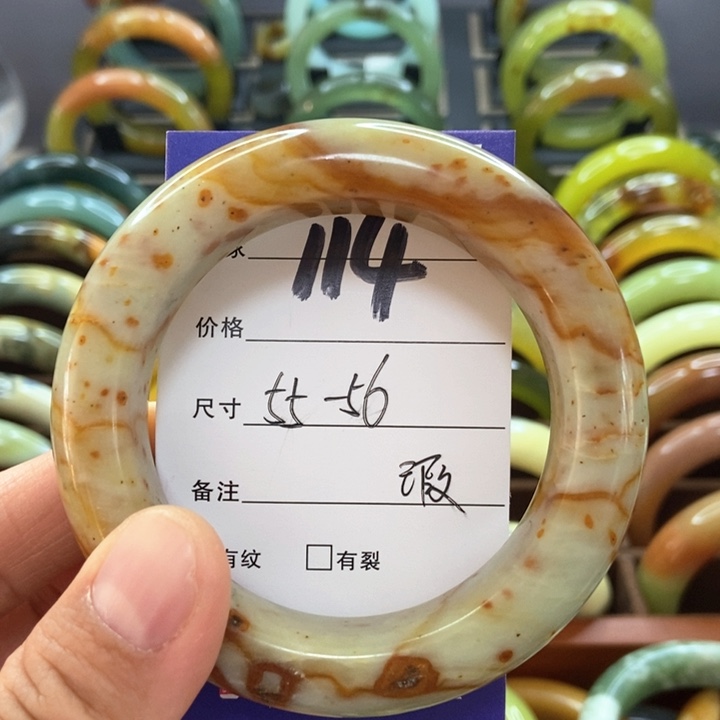 114
价格
尺寸 55-56
备注 瑕
有纹 □有裂